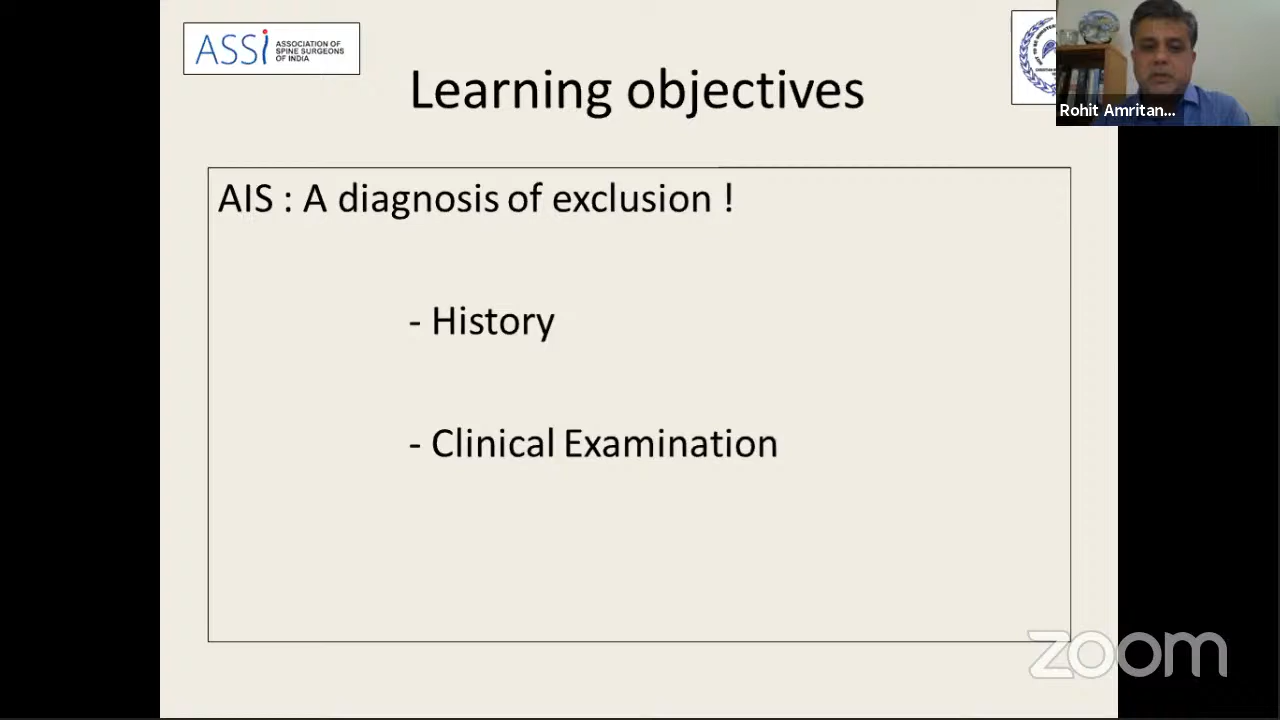 ASSi ASSOCIATION OF
SPINE SURGEONS
OF INDIA
Learning objectives
Rohit Amritan...
AIS : A diagnosis of exclusion !
- History
- Clinical Examination
zoom